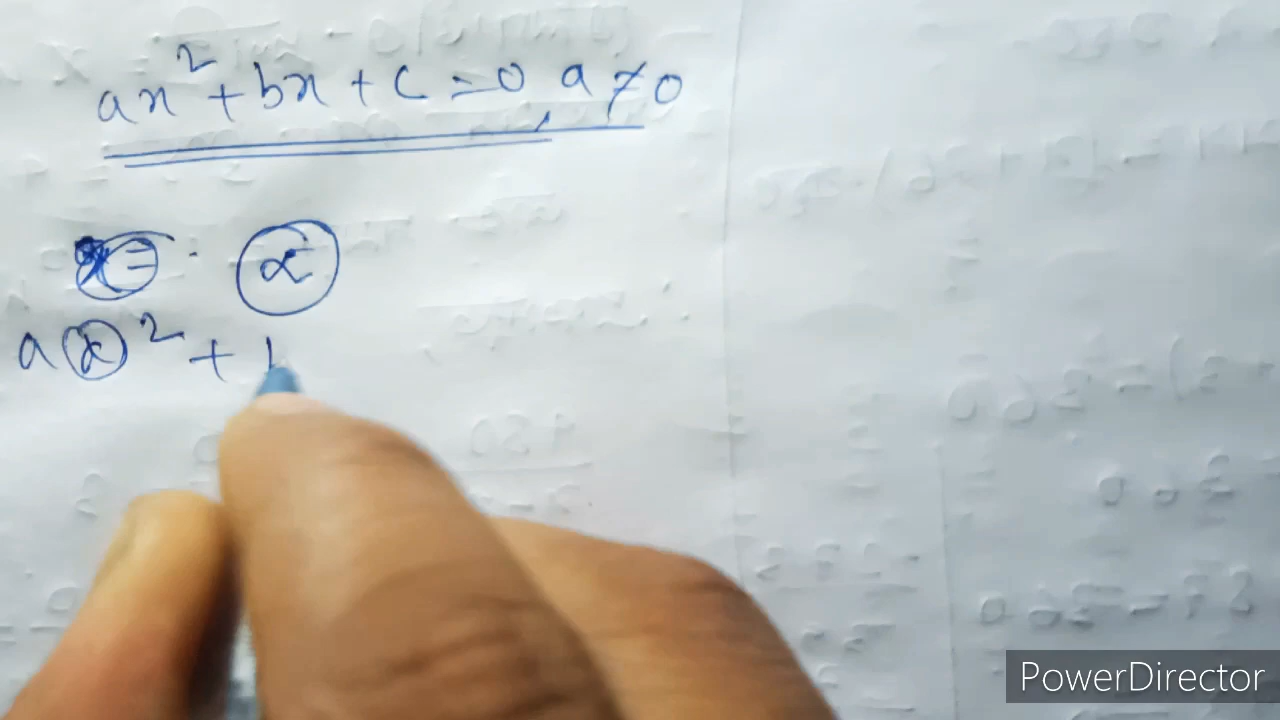 ax² + bx + c = 0, a ≠ 0
x = α
a(α)² + b
PowerDirector